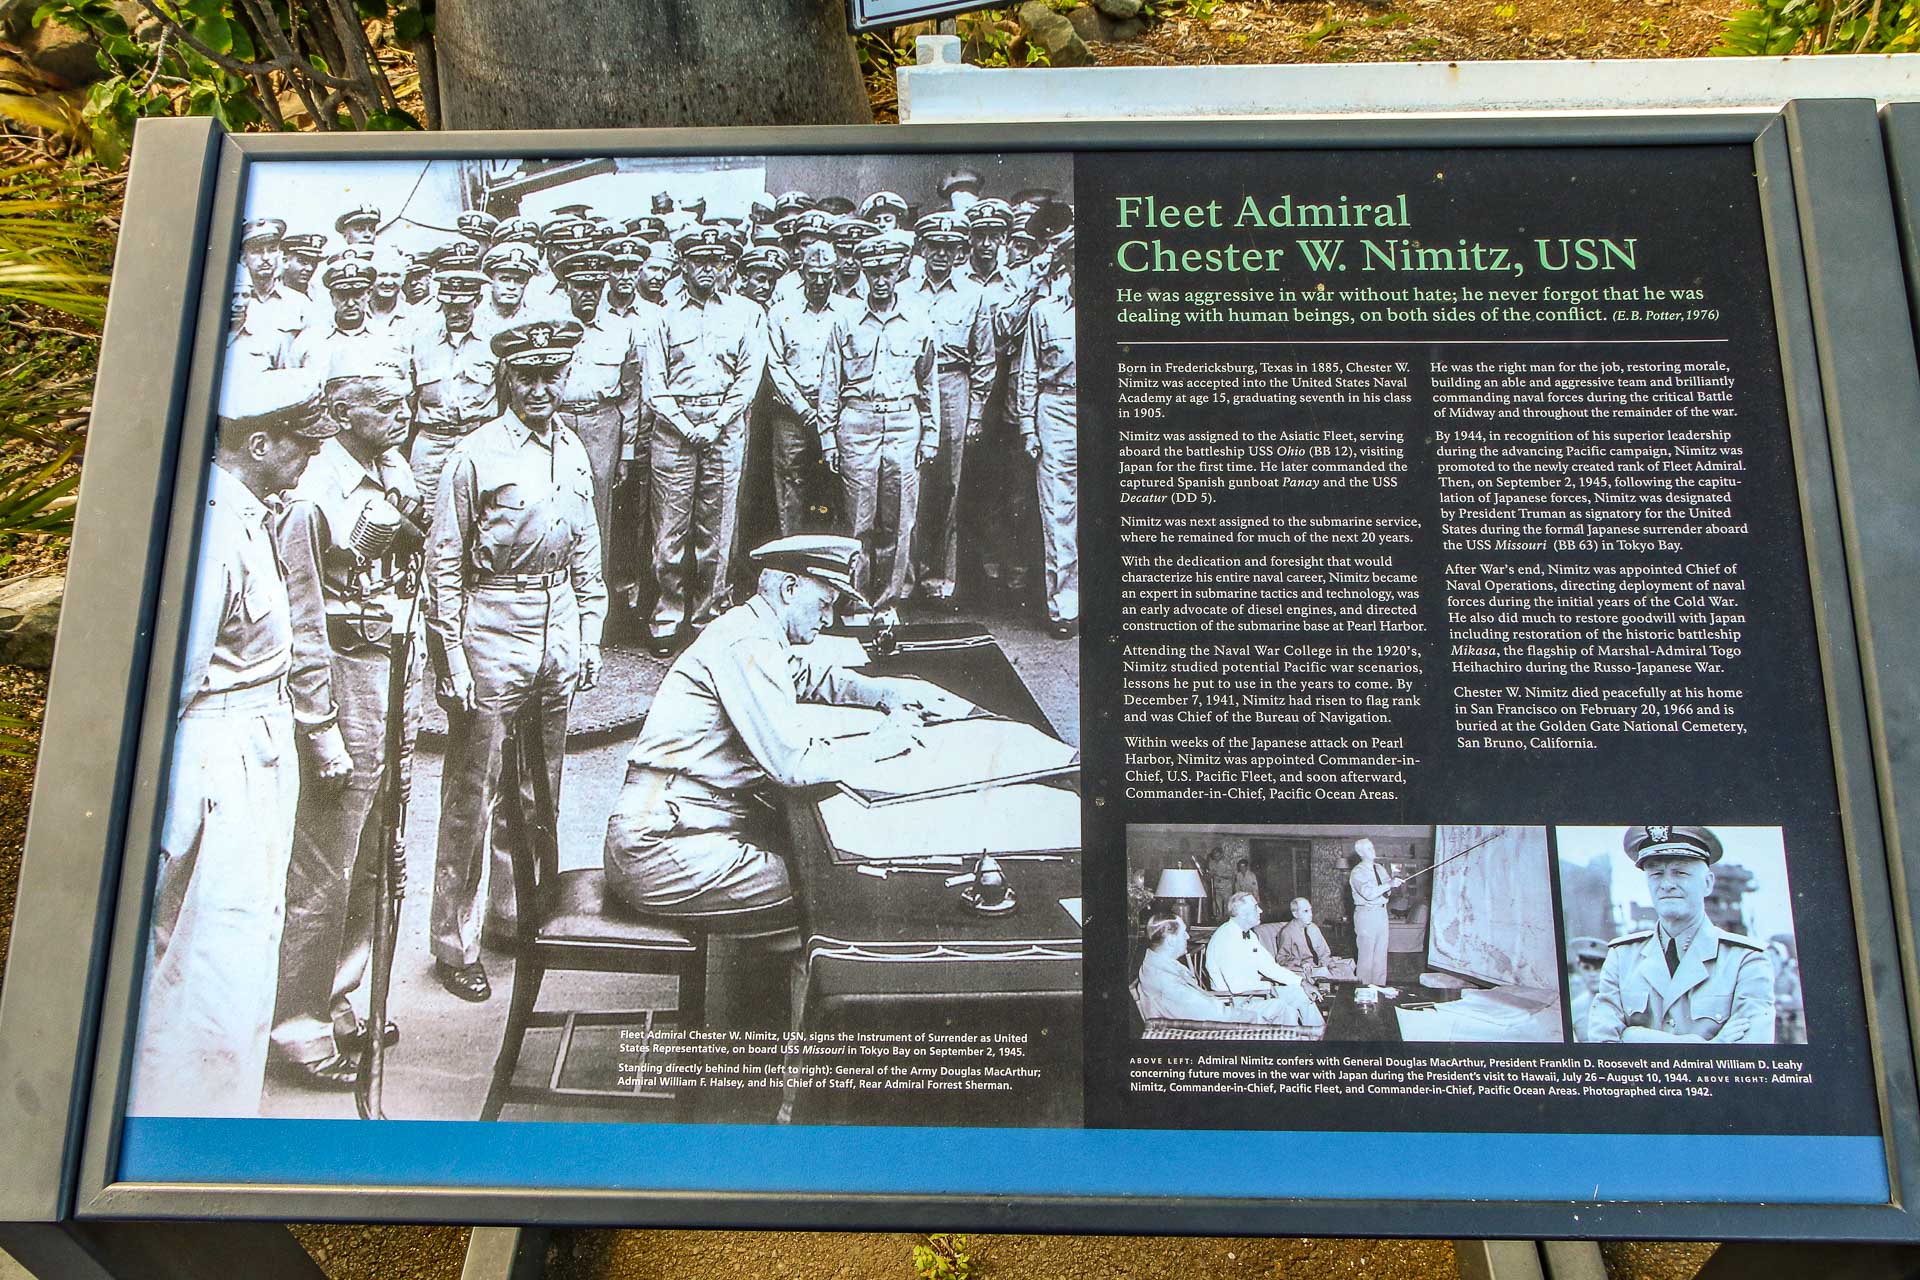 Fleet Admiral
Chester W. Nimitz, USN
He was aggressive in war without hate; he never forgot that he was
dealing with human beings, on both sides of the conflict. (E.B. Potter, 1976)
Born in Fredericksburg, Texas in 1885, Chester W.
Nimitz was accepted into the United States Naval
Academy at age 15, graduating seventh in his class
in 1905.
Nimitz was assigned to the Asiatic Fleet, serving
aboard the battleship USS Ohio (BB 12), visiting
Japan for the first time. He later commanded the
captured Spanish gunboat Panay and the USS
Decatur (DD 5).
Nimitz was next assigned to the submarine service,
where he remained for much of the next 20 years.
With the dedication and foresight that would
characterize his entire naval career, Nimitz became
an expert in submarine tactics and technology, was
an early advocate of diesel engines, and directed
construction of the submarine base at Pearl Harbor.
Attending the Naval War College in the 1920's,
Nimitz studied potential Pacific war scenarios,
lessons he put to use in the years to come. By
December 7, 1941, Nimitz had risen to flag rank
and was Chief of the Bureau of Navigation.
Within weeks of the Japanese attack on Pearl
Harbor, Nimitz was appointed Commander-in-
Chief, U.S. Pacific Fleet, and soon afterward,
Commander-in-Chief, Pacific Ocean Areas.
He was the right man for the job, restoring morale,
building an able and aggressive team and brilliantly
commanding naval forces during the critical Battle
of Midway and throughout the remainder of the war.
By 1944, in recognition of his superior leadership
during the advancing Pacific campaign, Nimitz was
promoted to the newly created rank of Fleet Admiral.
Then, on September 2, 1945, following the capitu-
lation of Japanese forces, Nimitz was designated
by President Truman as signatory for the United
States during the formal Japanese surrender aboard
the USS Missouri (BB 63) in Tokyo Bay.
After War's end, Nimitz was appointed Chief of
Naval Operations, directing deployment of naval
forces during the initial years of the Cold War.
He also did much to restore goodwill with Japan
including restoration of the historic battleship
Mikasa, the flagship of Marshal-Admiral Togo
Heihachiro during the Russo-Japanese War.
Chester W. Nimitz died peacefully at his home
in San Francisco on February 20, 1966 and is
buried at the Golden Gate National Cemetery,
San Bruno, California.
Fleet Admiral Chester W. Nimitz, USN, signs the Instrument of Surrender as United
States Representative, on board USS Missouri in Tokyo Bay on September 2, 1945.
Standing directly behind him (left to right): General of the Army Douglas MacArthur;
Admiral William F. Halsey, and his Chief of Staff, Rear Admiral Forrest Sherman.
ABOVE LEFT: Admiral Nimitz confers with General Douglas MacArthur, President Franklin D. Roosevelt and Admiral William D. Leahy
concerning future moves in the war with Japan during the President's visit to Hawaii, July 26 – August 10, 1944. ABOVE RIGHT: Admiral
Nimitz, Commander-in-Chief, Pacific Fleet, and Commander-in-Chief, Pacific Ocean Areas. Photographed circa 1942.